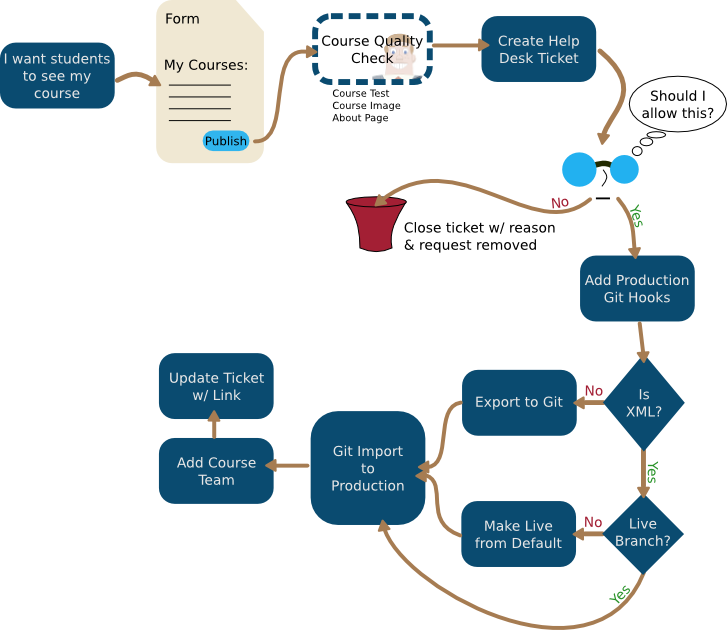 I want students
to see my
course
Form
My Courses:
Publish
Course Quality
Check
Course Test
Course Image
About Page
Create Help
Desk Ticket
Should I
allow this?
No
Yes
Close ticket w/ reason
& request removed
Add Production
Git Hooks
Is
XML?
No
Yes
Export to Git
Live
Branch?
No
Yes
Make Live
from Default
Git Import
to
Production
Add Course
Team
Update Ticket
w/ Link